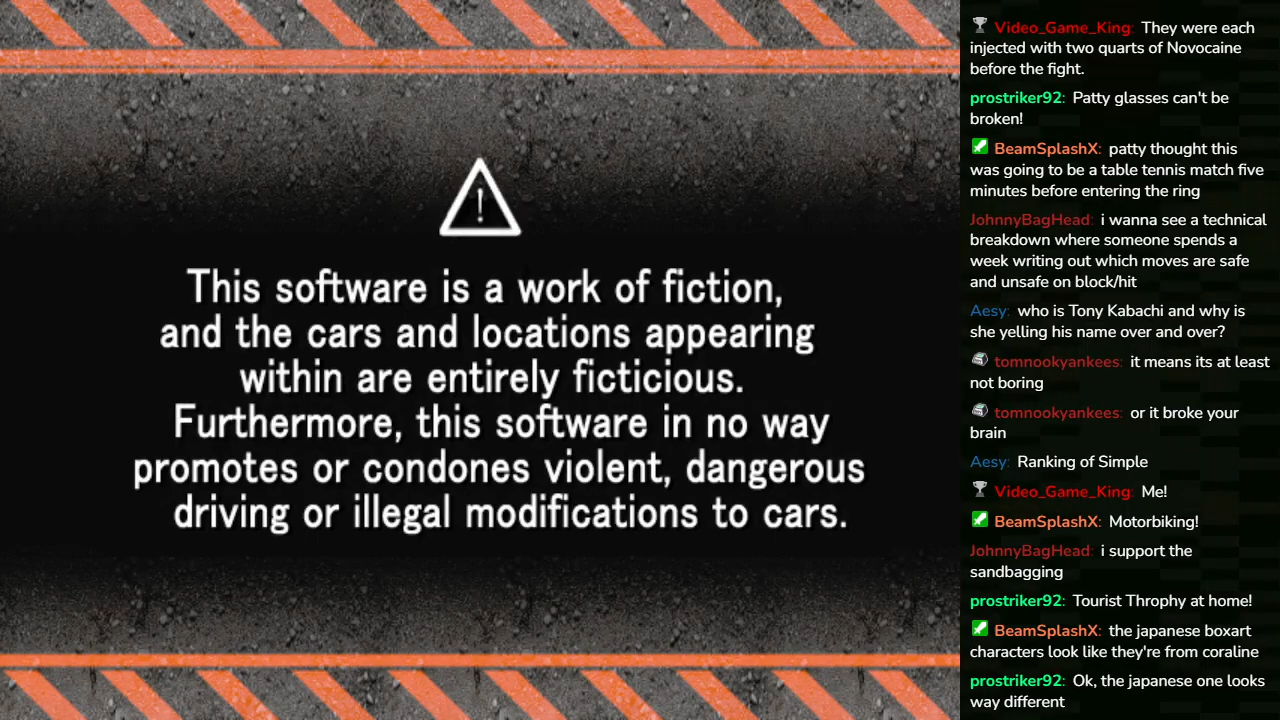 This software is a work of fiction,
and the cars and locations appearing
within are entirely ficticious.
Furthermore, this software in no way
promotes or condones violent, dangerous
driving or illegal modifications to cars.
Video_Game_King: They were each
injected with two quarts of Novocaine
before the fight.
prostriker92: Patty glasses can't be
broken!
BeamSplashX: patty thought this
was going to be a table tennis match five
minutes before entering the ring
JohnnyBagHead: i wanna see a technical
breakdown where someone spends a
week writing out which moves are safe
and unsafe on block/hit
Aesy: who is Tony Kabachi and why is
she yelling his name over and over?
tomnookyankees: it means its at least
not boring
tomnookyankees: or it broke your
brain
Aesy: Ranking of Simple
Video_Game_King: Me!
BeamSplashX: Motorbiking!
JohnnyBagHead: i support the
sandbagging
prostriker92: Tourist Throphy at home!
BeamSplashX: the japanese boxart
characters look like they're from coraline
prostriker92: Ok, the japanese one looks
way different